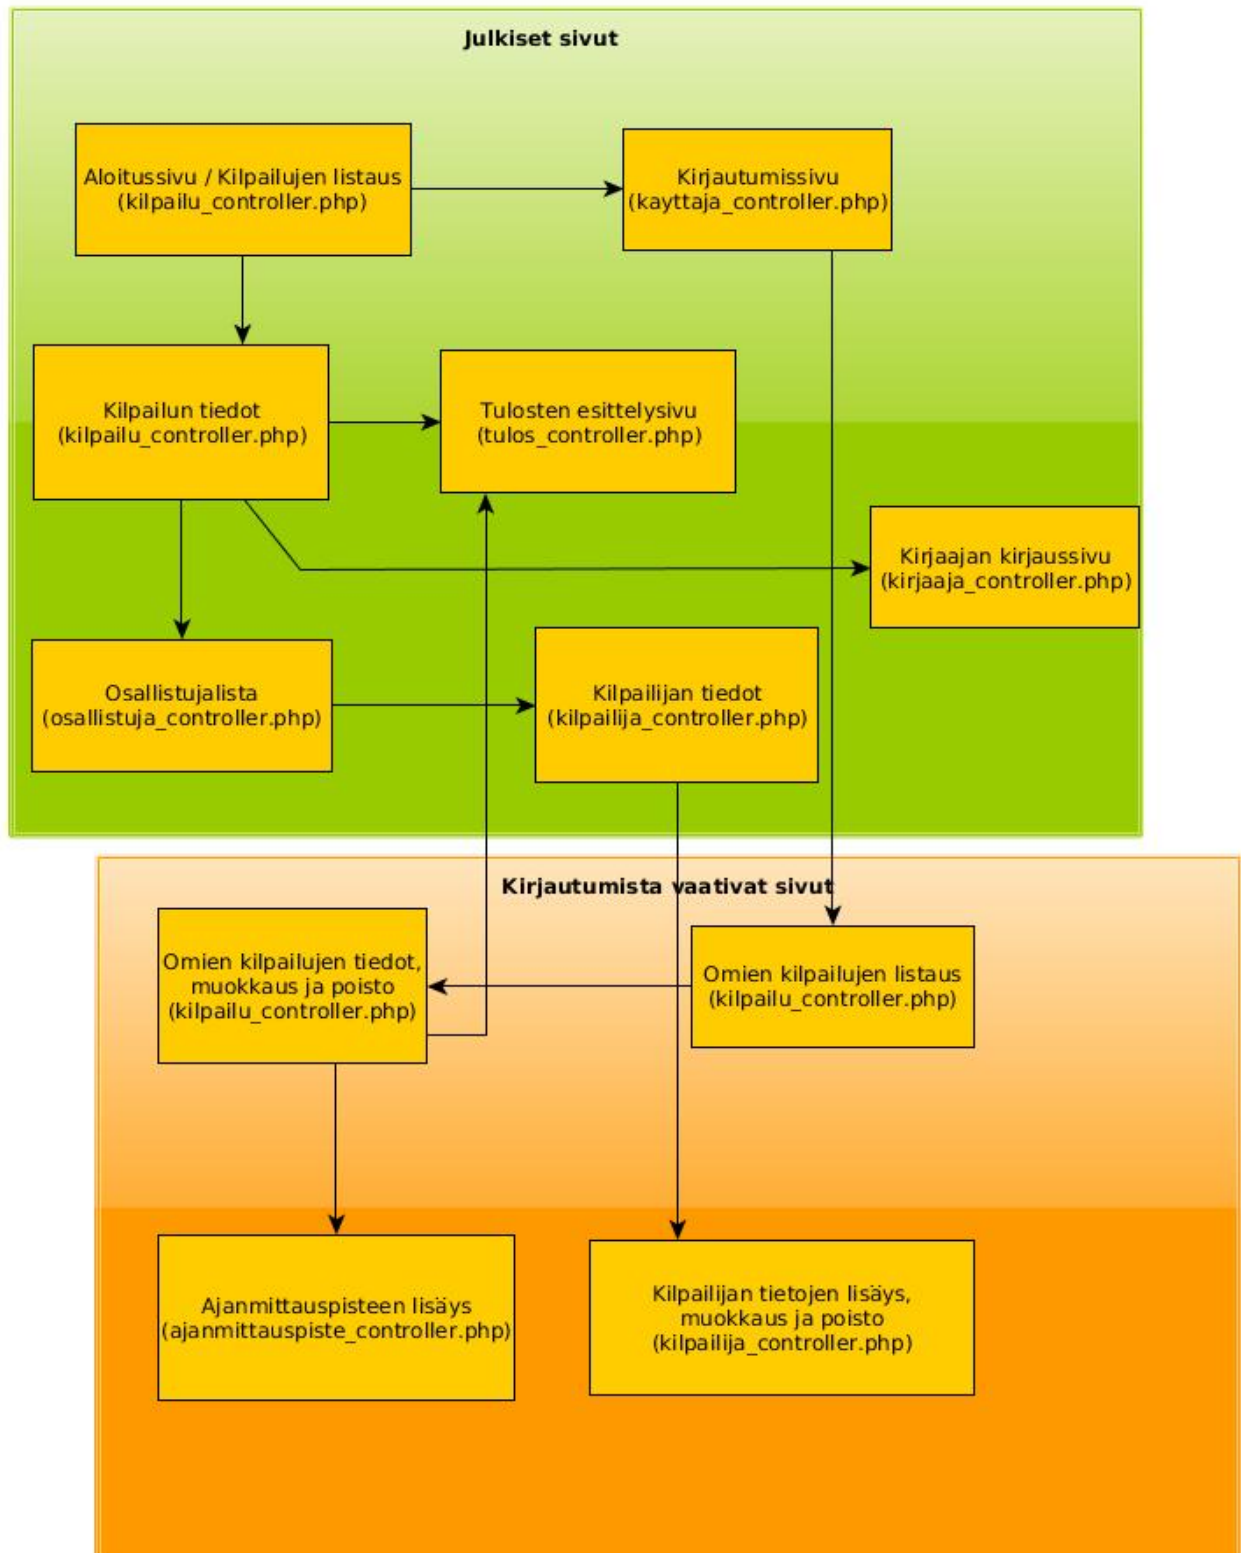 Julkiset sivut
Aloitussivu / Kilpailujen listaus
(kilpailu_controller.php)
Kirjautumissivu
(kayttaja_controller.php)
Kilpailun tiedot
(kilpailu_controller.php)
Tulosten esittelysivu
(tulos_controller.php)
Kirjaajan kirjaussivu
(kirjaaja_controller.php)
Osallistujalista
(osallistuja_controller.php)
Kilpailijan tiedot
(kilpailija_controller.php)
Kirjautumista vaativat sivut
Omien kilpailujen tiedot,
muokkaus ja poisto
(kilpailu_controller.php)
Omien kilpailujen listaus
(kilpailu_controller.php)
Ajanmittauspisteen lisäys
(ajanmittauspiste_controller.php)
Kilpailijan tietojen lisäys,
muokkaus ja poisto
(kilpailija_controller.php)